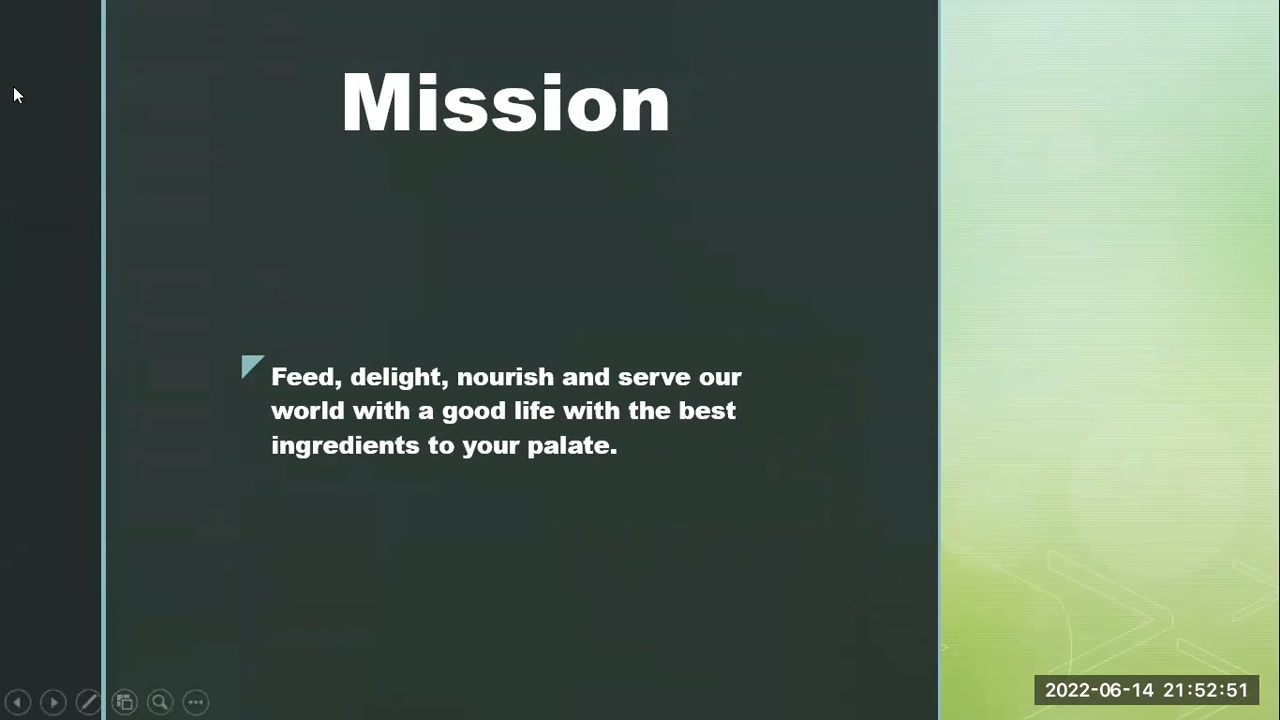 Mission
Feed, delight, nourish and serve our
world with a good life with the best
ingredients to your palate.
2022-06-14 21:52:51